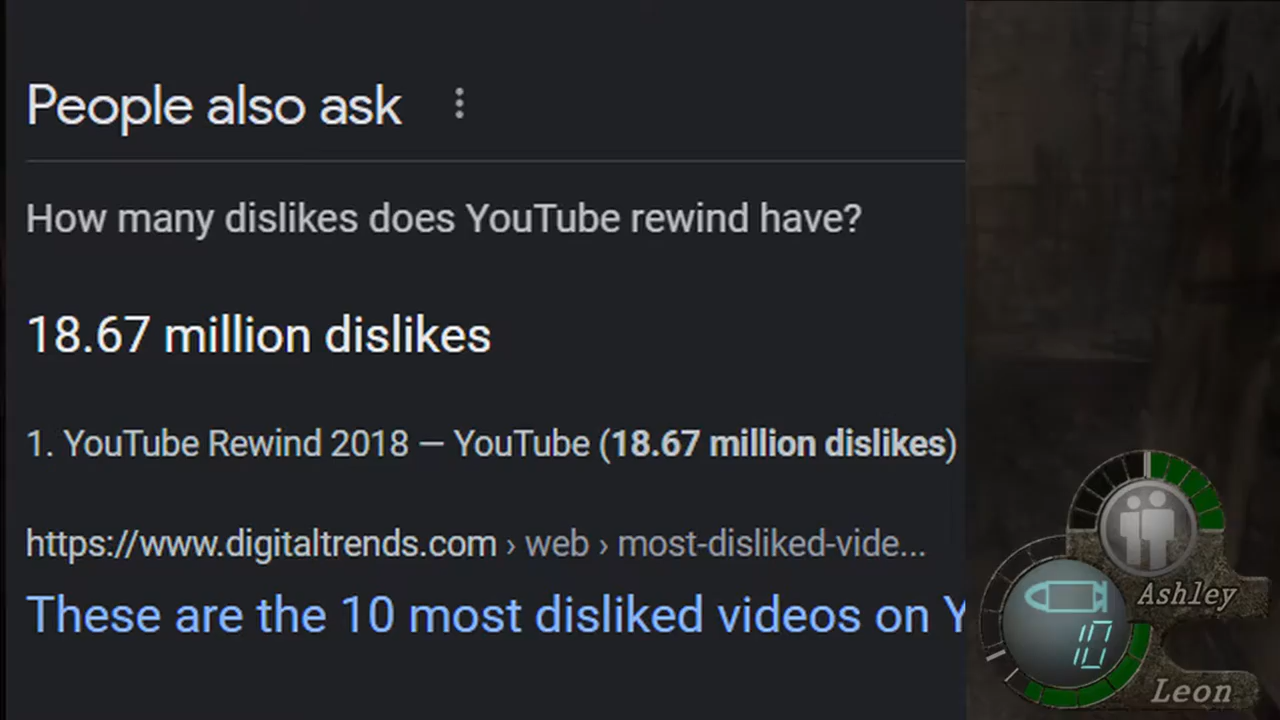 People also ask
How many dislikes does YouTube rewind have?
18.67 million dislikes
1. YouTube Rewind 2018 – YouTube (18.67 million dislikes)
https://www.digitaltrends.com › web › most-disliked-vide...
These are the 10 most disliked videos on Y
Ashley
10
Leon